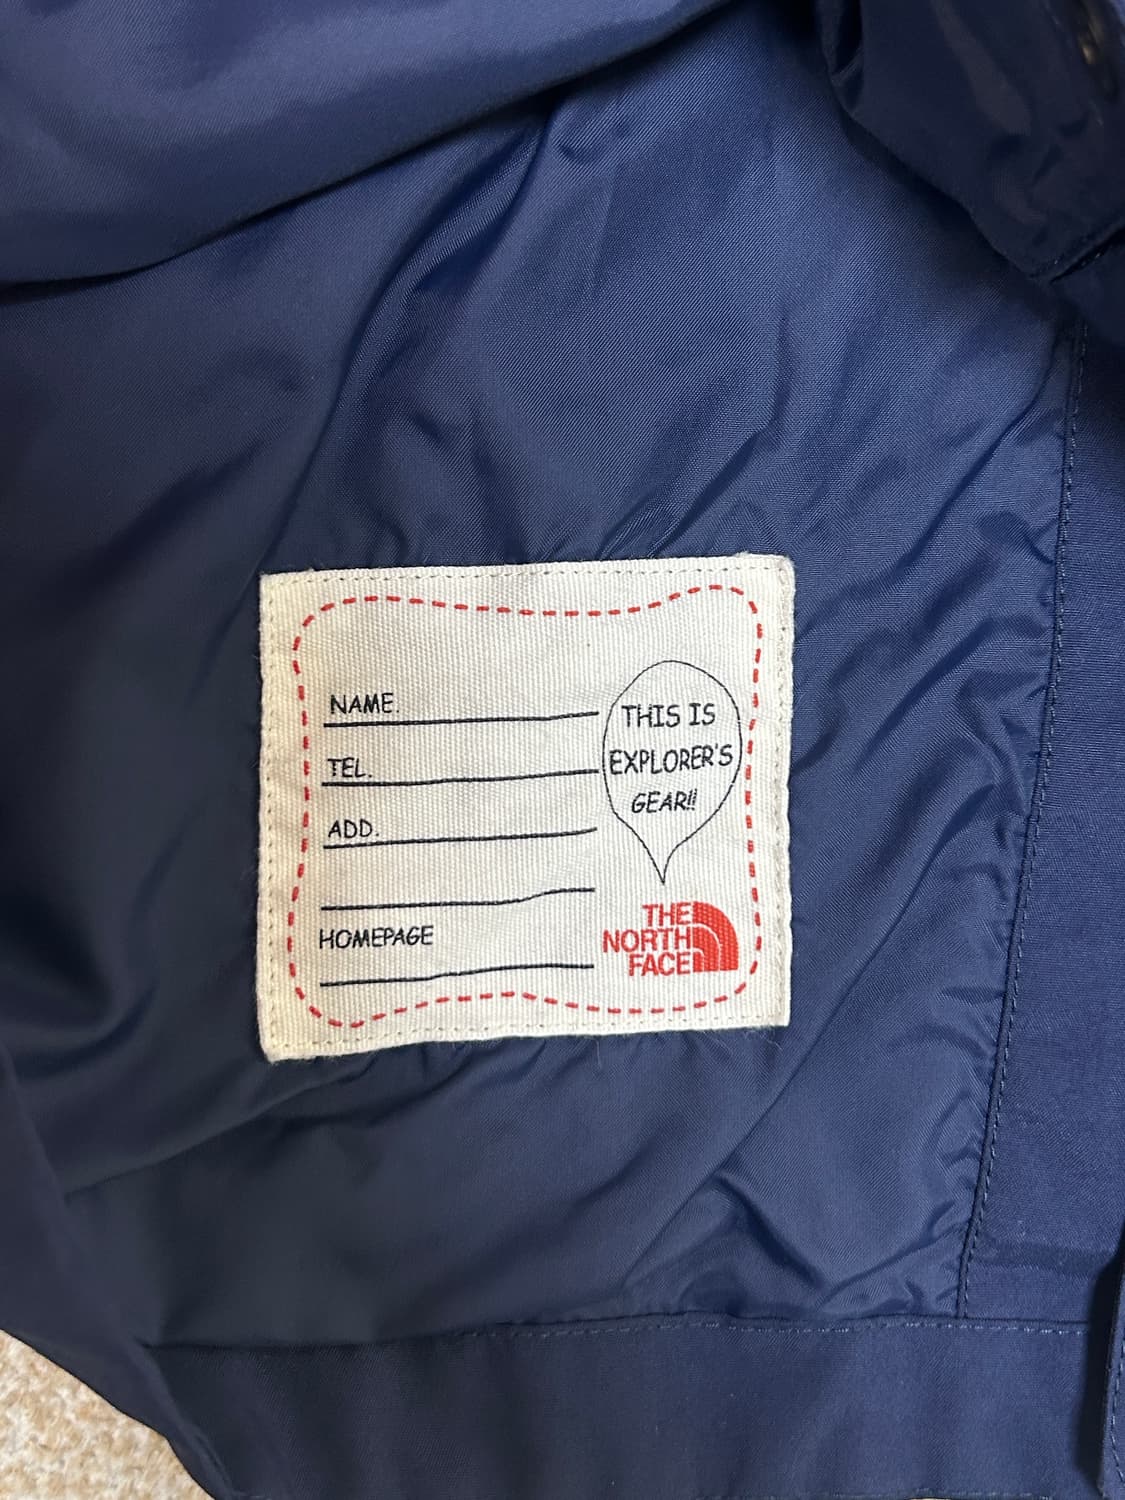 NAME.
TEL.
ADD.
HOMEPAGE
THIS IS
EXPLORER'S
GEAR!!
THE
NORTH
FACE